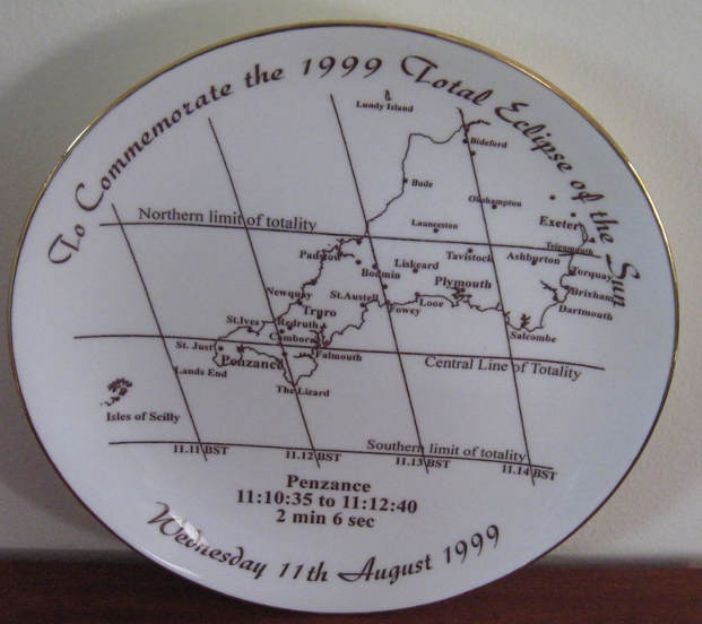 To Commemorate the 1999 Total Eclipse of the Sun
Lundy Island
Bideford
Bude
Okehampton
Launceston
Exeter
Northern limit of totality
Teignmouth
Padstow
Tavistock
Ashburton
Liskeard
Bodmin
Torquay
Newquay
St.Austell
Plymouth
Brixham
Looe
Fowey
Dartmouth
Truro
St.Ives
Redruth
Salcombe
Camborne
St. Just
Falmouth
Penzance
Central Line of Totality
Lands End
The Lizard
Isles of Scilly
Southern limit of totality
11.11 BST
11.12 BST
11.13 BST
11.14 BST
Penzance
11:10:35 to 11:12:40
2 min 6 sec
Wednesday 11th August 1999